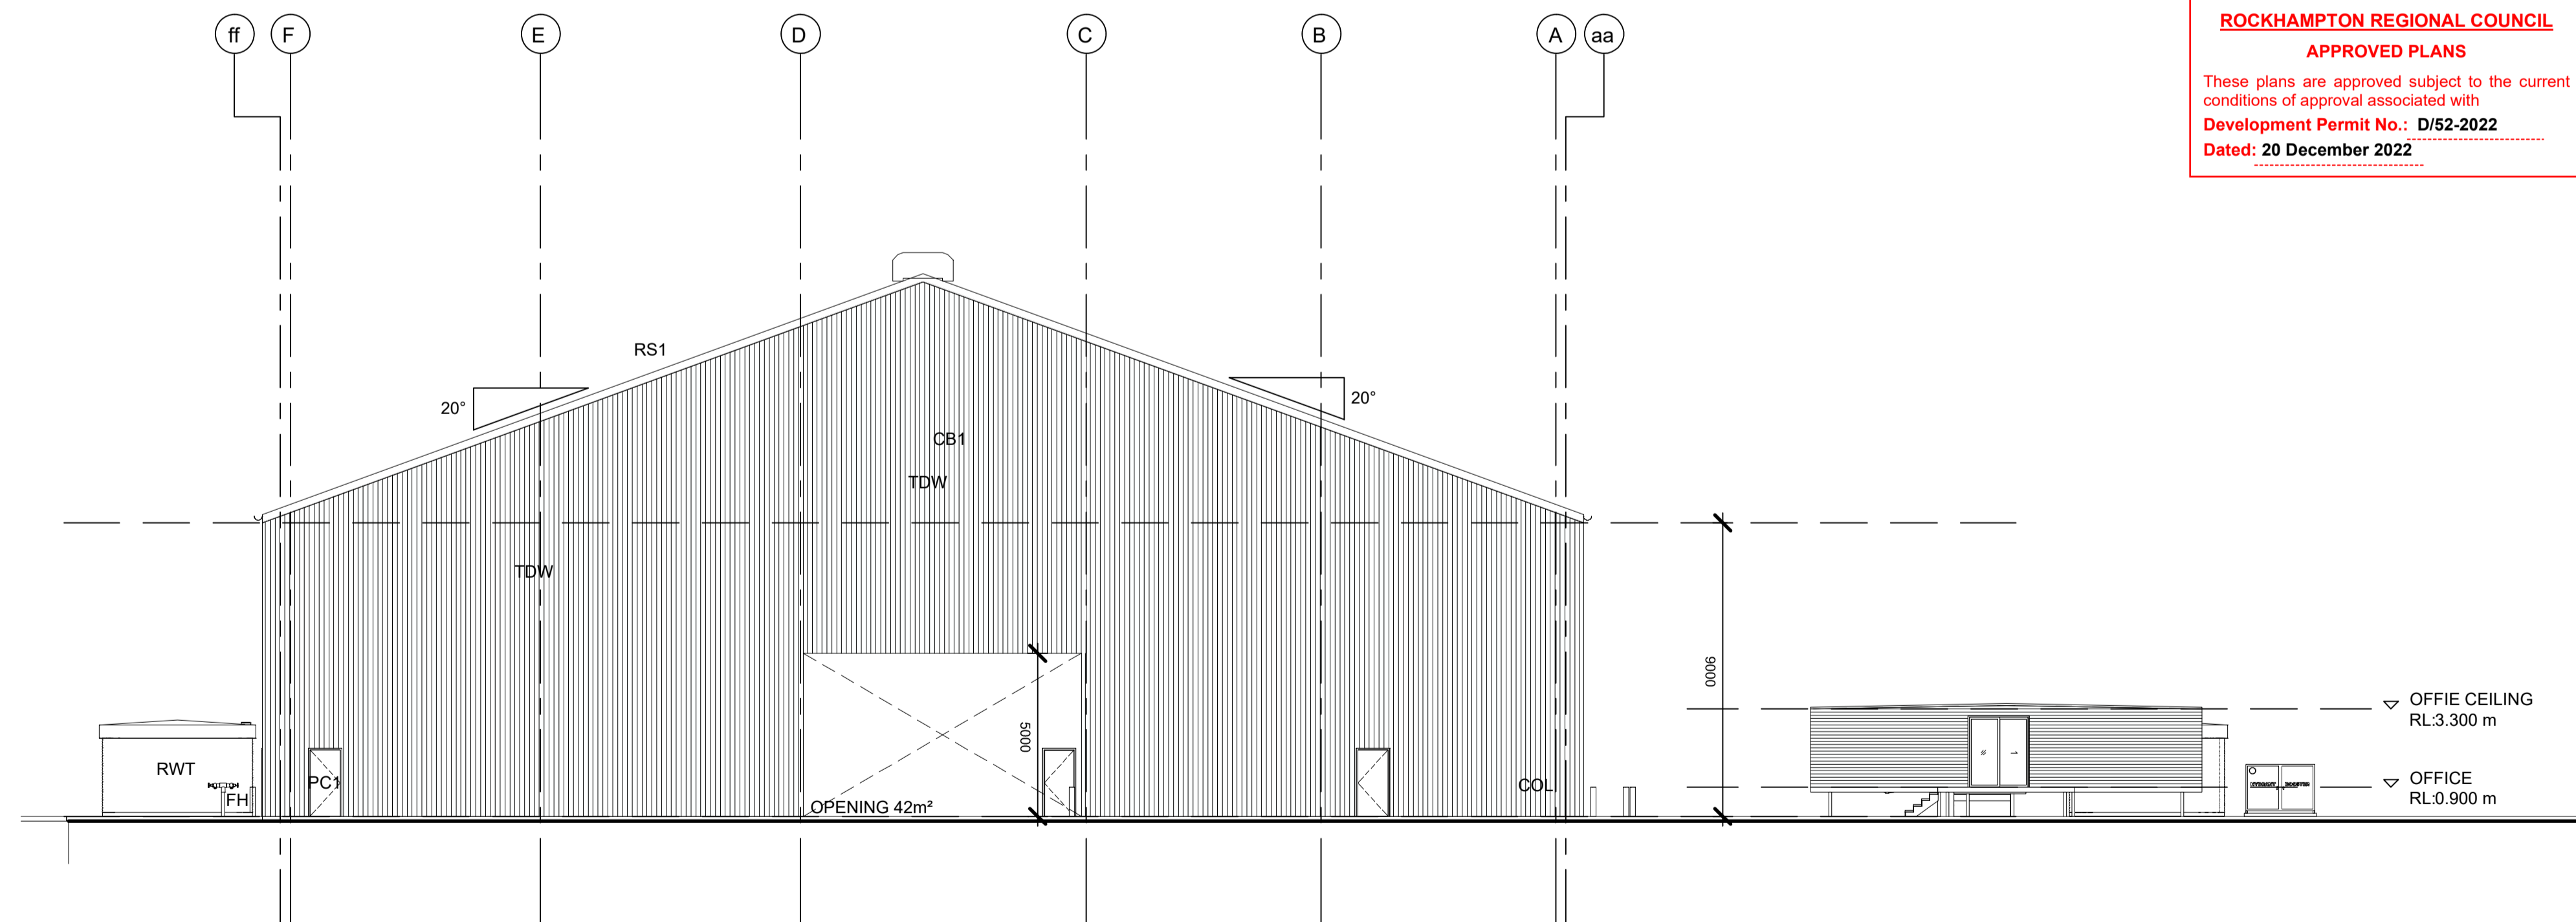 ff
F
E
D
C
B
A
aa
ROCKHAMPTON REGIONAL COUNCIL
APPROVED PLANS
These plans are approved subject to the current
conditions of approval associated with
Development Permit No.: D/52-2022
Dated: 20 December 2022
RS1
20°
20°
CB1
TDW
TDW
9000
5000
OFFIE CEILING
RL:3.300 m
RWT
FH
PC1
OPENING 42m²
COL
OFFICE
RL:0.900 m
HYDRANT BOOSTER